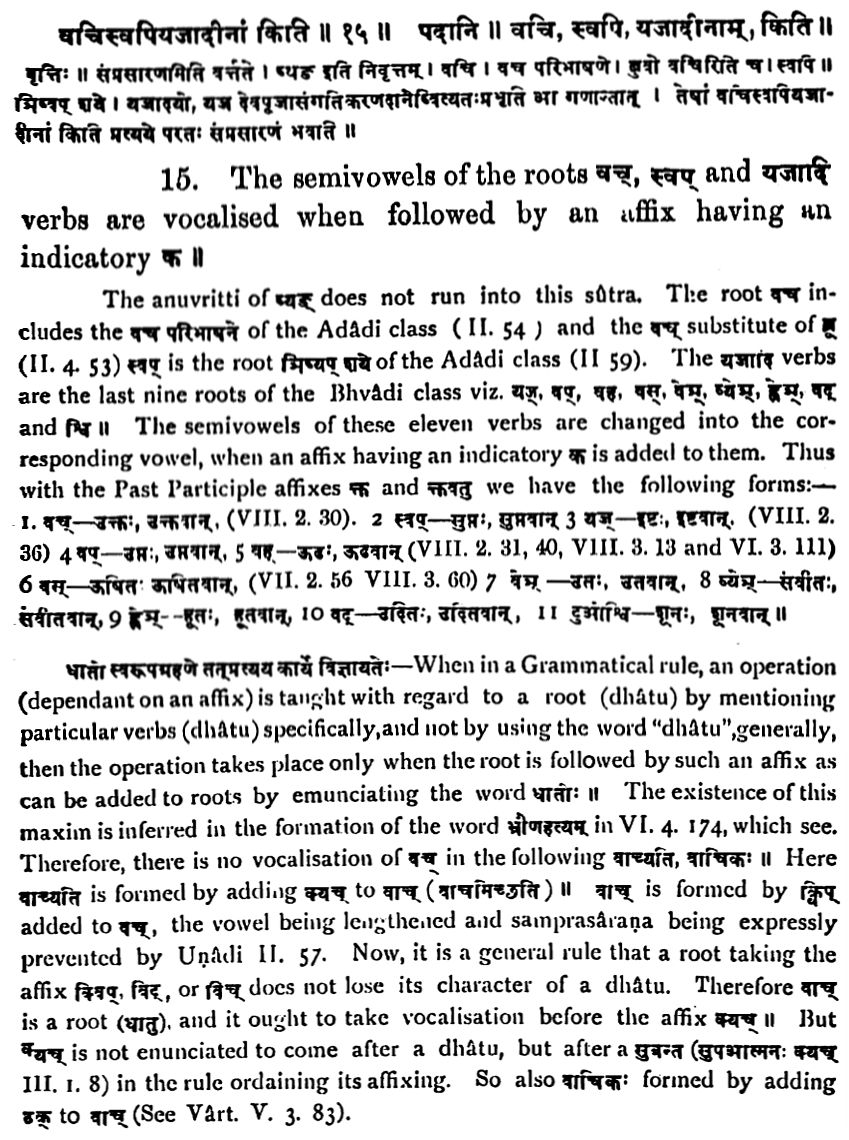 वचिस्वपियजादीनां किति ॥ १५ ॥ पदानि ॥ वचि, स्वपि, यजादीनाम्, किति ॥
वृत्तिः ॥ संप्रसारणमिति वर्त्तते । ष्यङ इति निवृत्तम् । वचि । वच परिभाषणे । ब्रुवो वचिरिति च । स्वपि ॥
ञिष्वप् शये । यजादयो, यज देवपूजासंगतिकरणदानेष्वित्यतःप्रभृति आ गणान्तात् । तेषां वचिस्वपियजा-
दीनां किति प्रत्यये परतः संप्रसारणं भवाति ॥
15. The semivowels of the roots वच्, स्वप् and यजादि
verbs are vocalised when followed by an affix having an
indicatory क ॥
The anuvritti of ष्यङ् does not run into this sûtra. The root वच in-
cludes the वच परिभाषने of the Adâdi class ( II. 54 ) and the वच् substitute of ब्रू
(II. 4. 53) स्वप् is the root ञिष्वप् शये of the Adâdi class (II 59). The यजादि verbs
are the last nine roots of the Bhvâdi class viz. यज्, वप्, वह, वस्, वेञ्, व्येञ्, ह्वेञ्, वद्
and श्वि ॥ The semivowels of these eleven verbs are changed into the cor-
responding vowel, when an affix having an indicatory क is added to them. Thus
with the Past Participle affixes क्त and क्तवतु we have the following forms:—
1. वच्—उक्तः, उक्तवान्, (VIII. 2. 30). 2 स्वप्—सुप्तः, सुप्तवान् 3 यज्—इष्टः, इष्टवान्. (VIII. 2.
36) 4 वप्—उप्तः, उप्तवान्, 5 वह्—ऊढः, ऊढवान् (VIII. 2. 31, 40, VIII. 3. 13 and VI. 3. 111)
6 वस्—ऊषितः ऊषितवान्, (VII. 2. 56 VIII. 3. 60) 7 वेञ्—उतः, उतवान्, 8 व्येञ्—संवीतः,
संवीतवान्, 9 ह्वेञ्--हूतः, हूतवान्, 10 वद्—उदितः, उदितवान्, 11 टुओश्वि—शूनः, शूनवान् ॥
धातो स्वरूपग्रहणे तत्प्रत्यय कार्ये विज्ञायतेः—When in a Grammatical rule, an operation
(dependant on an affix) is taught with regard to a root (dhâtu) by mentioning
particular verbs (dhâtu) specifically, and not by using the word "dhâtu", generally,
then the operation takes place only when the root is followed by such an affix as
can be added to roots by emunciating the word धातोः ॥ The existence of this
maxim is inferred in the formation of the word भ्रौणहत्यम् in VI. 4. 174, which see.
Therefore, there is no vocalisation of वच् in the following वाच्यति, वाचिकः ॥ Here
वाच्यति is formed by adding क्यच् to वाच् (वाचमिच्छति) ॥ वाच् is formed by क्विप्
added to वच्, the vowel being lengthened and samprasâraṇa being expressly
prevented by Uṇâdi II. 57. Now, it is a general rule that a root taking the
affix क्विप्, विट्, or विच् does not lose its character of a dhâtu. Therefore वाच्
is a root (धातु), and it ought to take vocalisation before the affix क्यच् ॥ But
क्यच् is not enunciated to come after a dhâtu, but after a सुबन्त (सुपआत्मनः क्यच्
III. 1. 8) in the rule ordaining its affixing. So also वाचिकः formed by adding
ठक् to वाच् (See Vârt. V. 3. 83).